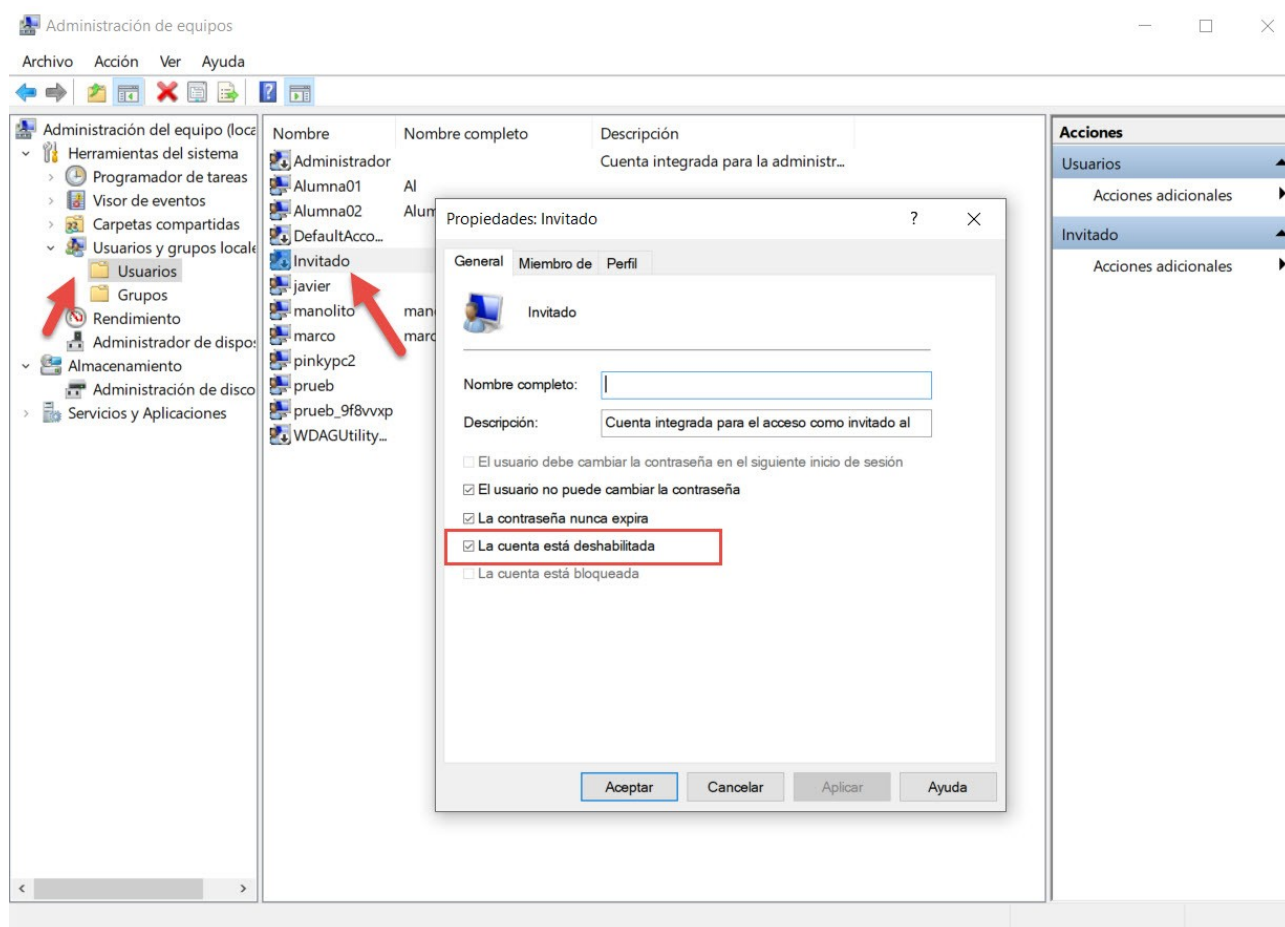 Administración de equipos
Archivo Acción Ver Ayuda
Administración del equipo (loca
Herramientas del sistema
Programador de tareas
Visor de eventos
Carpetas compartidas
Usuarios y grupos locale
Usuarios
Grupos
Rendimiento
Administrador de dispos
Almacenamiento
Administración de disco
Servicios y Aplicaciones
Nombre Nombre completo Descripción
Administrador Cuenta integrada para la administr...
Alumna01 Al
Alumna02 Alum
DefaultAcco...
Invitado
javier
manolito man
marco marc
pinkypc2
prueb
prueb_9f8vvxp
WDAGUtility...
Propiedades: Invitado ?
General Miembro de Perfil
Invitado
Nombre completo:
Descripción: Cuenta integrada para el acceso como invitado al
El usuario debe cambiar la contraseña en el siguiente inicio de sesión
El usuario no puede cambiar la contraseña
La contraseña nunca expira
La cuenta está deshabilitada
La cuenta está bloqueada
Aceptar Cancelar Aplicar Ayuda
Acciones
Usuarios
Acciones adicionales
Invitado
Acciones adicionales